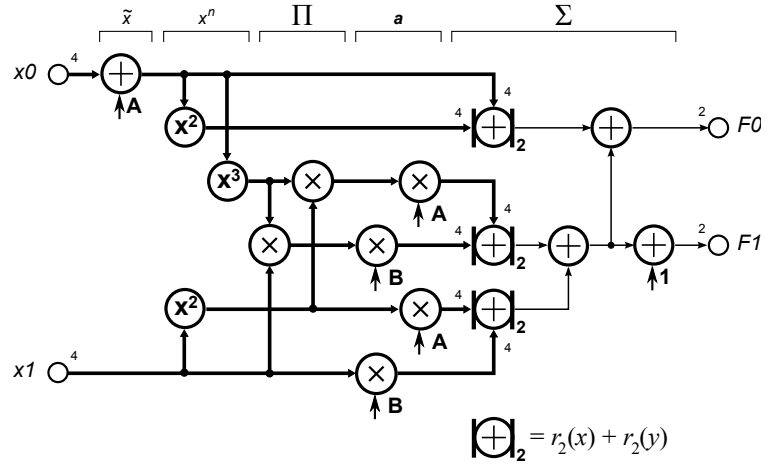 x̃ xⁿ Π a Σ
x0 4 + A 4 2 F0
x² 4 + 2 +
x³ × × A 4
× × B 4 + 2 + + 1 2 F1
x² × A 4 + 2
x1 4 × B 4
+ 2 = r₂(x) + r₂(y)